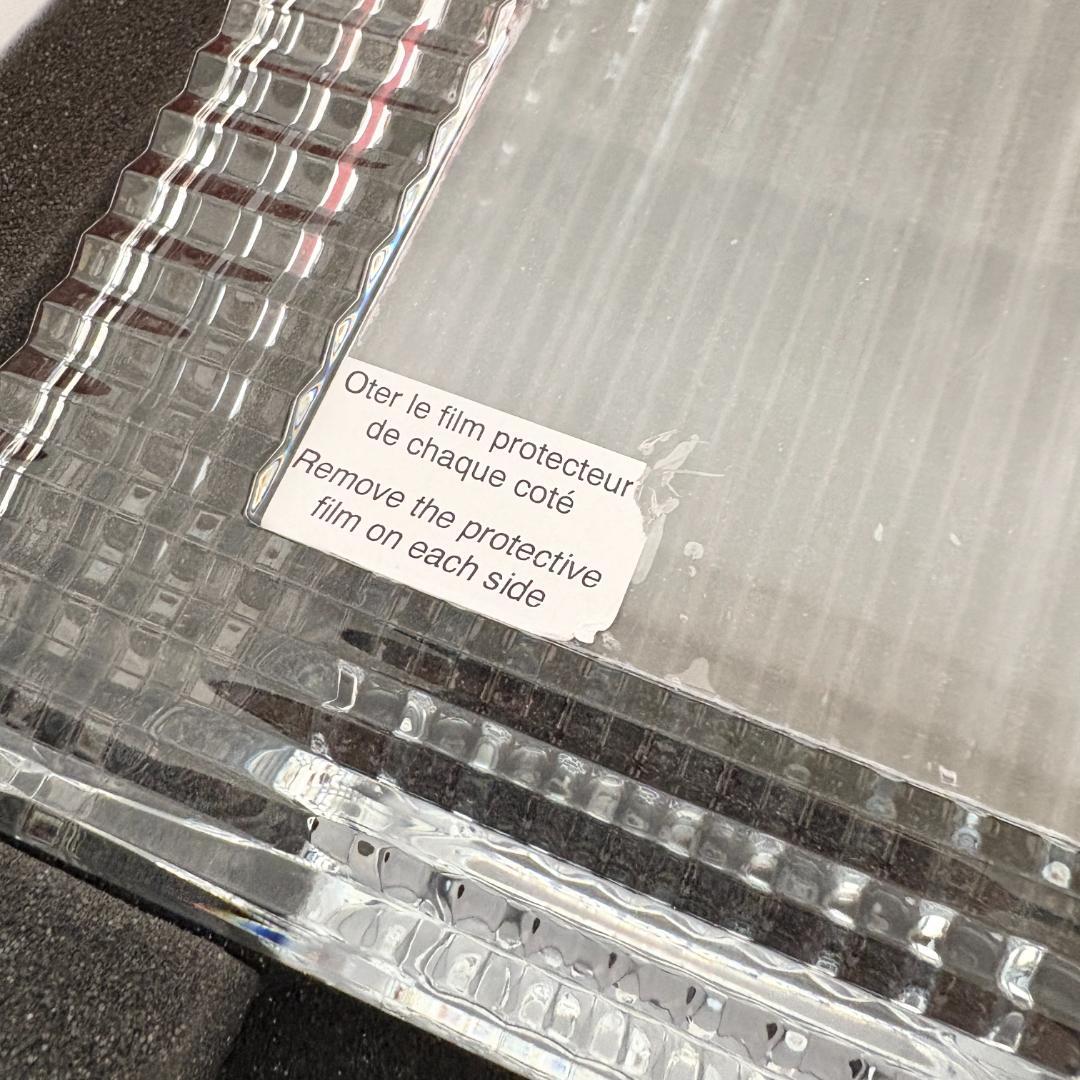 Oter le film protecteur
de chaque coté
Remove the protective
film on each side